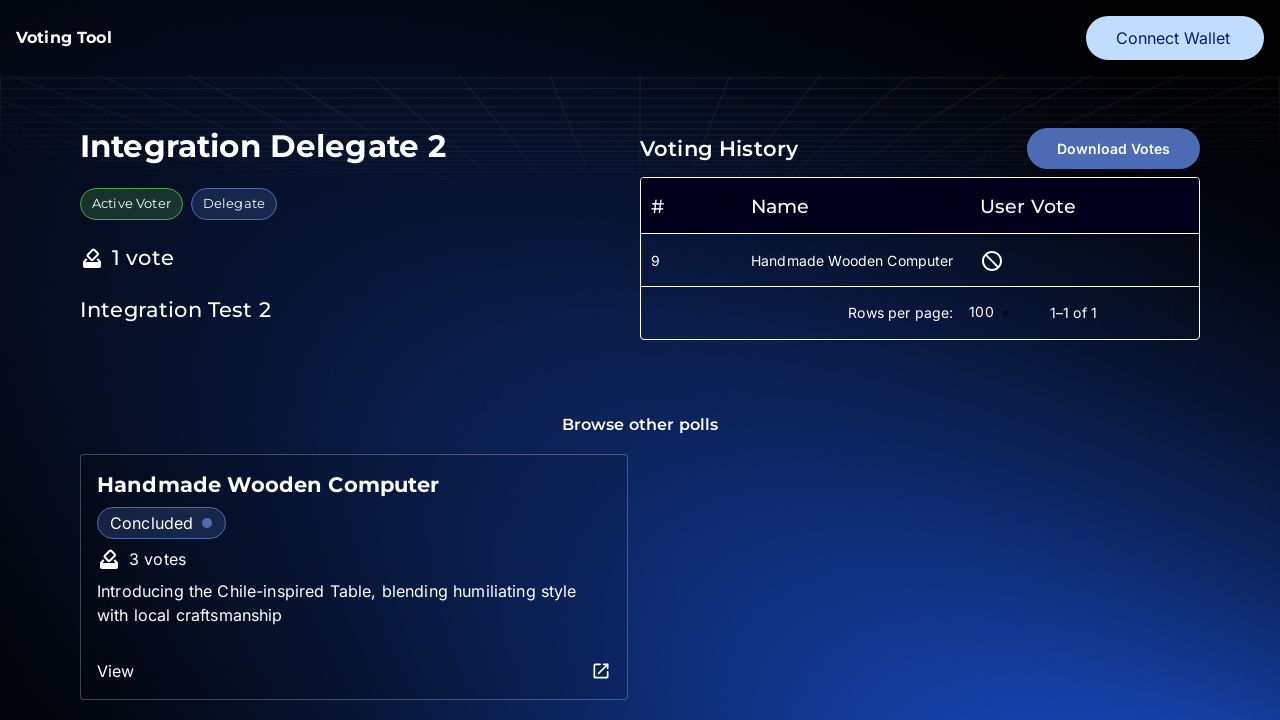 Voting Tool
Connect Wallet
Integration Delegate 2
Active Voter
Delegate
1 vote
Integration Test 2
Voting History
Download Votes
# Name User Vote
9 Handmade Wooden Computer
Rows per page: 100 1–1 of 1
Browse other polls
Handmade Wooden Computer
Concluded
3 votes
Introducing the Chile-inspired Table, blending humiliating style
with local craftsmanship
View